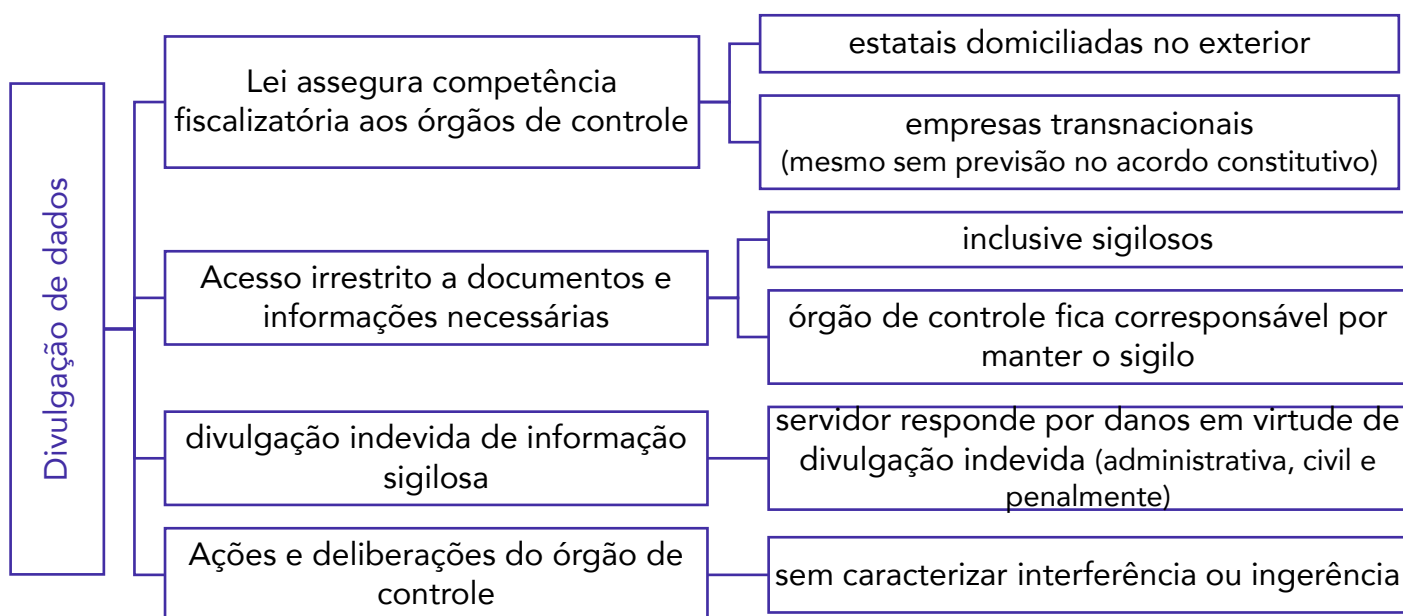 Divulgação de dados
Lei assegura competência
fiscalizatória aos órgãos de controle
estatais domiciliadas no exterior
empresas transnacionais
(mesmo sem previsão no acordo constitutivo)
Acesso irrestrito a documentos e
informações necessárias
inclusive sigilosos
órgão de controle fica corresponsável por
manter o sigilo
divulgação indevida de informação
sigilosa
servidor responde por danos em virtude de
divulgação indevida (administrativa, civil e
penalmente)
Ações e deliberações do órgão de
controle
sem caracterizar interferência ou ingerência